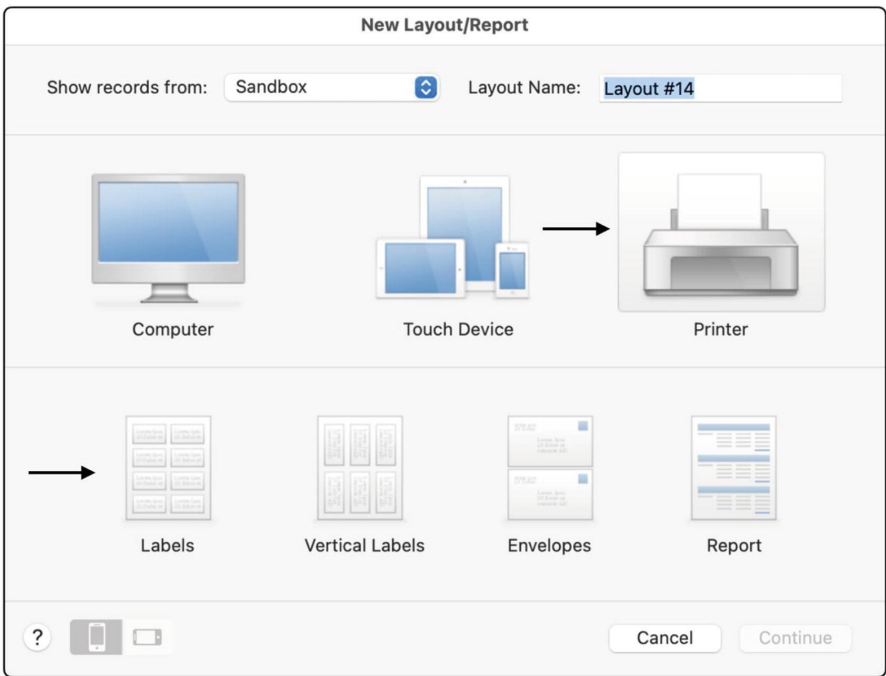 New Layout/Report
Show records from: Sandbox Layout Name: Layout #14
Computer Touch Device Printer
Labels Vertical Labels Envelopes Report
? Cancel Continue